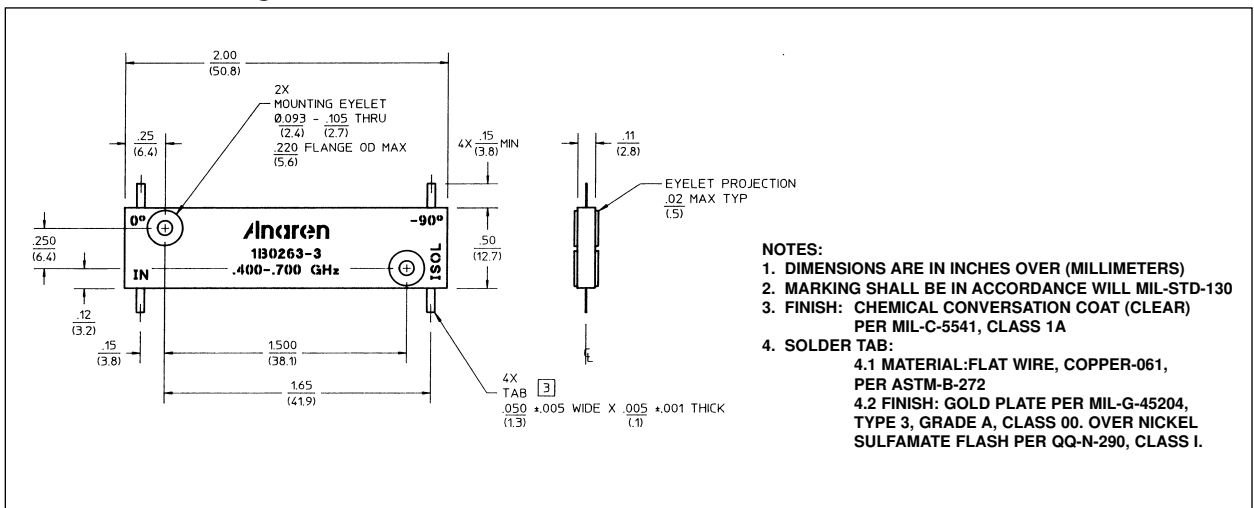 2.00
(50.8)
2X
MOUNTING EYELET
Ø.093 - .105 THRU
(2.4) (2.7)
.220 FLANGE OD MAX
(5.6)
.25
(6.4)
4X .15 MIN
(3.8)
.11
(2.8)
EYELET PROJECTION
.02 MAX TYP
(.5)
0°
-90°
Anaren
1B0263-3
.400-.700 GHz
IN
ISOL
.250
(6.4)
.50
(12.7)
.12
(3.2)
.15
(3.8)
1.500
(38.1)
1.65
(41.9)
4X
TAB 3
.050 ±.005 WIDE X .005 ±.001 THICK
(1.3) (.1)
NOTES:
1. DIMENSIONS ARE IN INCHES OVER (MILLIMETERS)
2. MARKING SHALL BE IN ACCORDANCE WILL MIL-STD-130
3. FINISH: CHEMICAL CONVERSATION COAT (CLEAR)
PER MIL-C-5541, CLASS 1A
4. SOLDER TAB:
4.1 MATERIAL:FLAT WIRE, COPPER-061,
PER ASTM-B-272
4.2 FINISH: GOLD PLATE PER MIL-G-45204,
TYPE 3, GRADE A, CLASS 00. OVER NICKEL
SULFAMATE FLASH PER QQ-N-290, CLASS I.